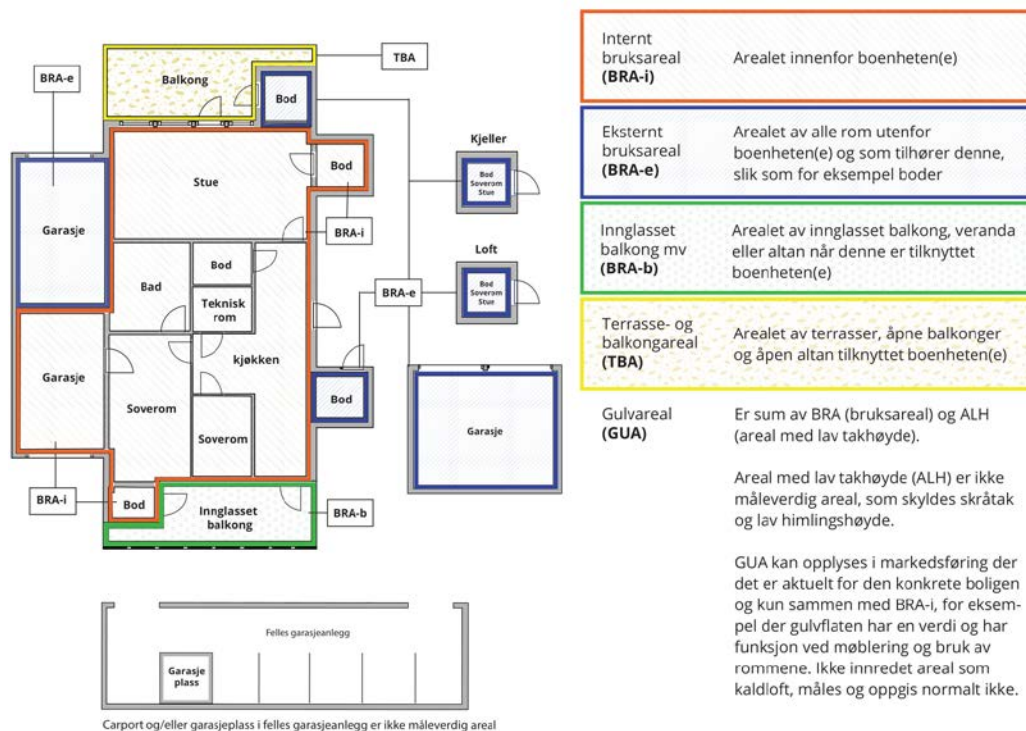 TBA
BRA-e
Balkong
Bod
Kjeller
Bod
Soverom
Stue
Stue
Bod
BRA-i
Garasje
Loft
Bod
Soverom
Stue
Bad
Bod
Teknisk
rom
BRA-e
kjøkken
Garasje
Soverom
Soverom
Bod
Garasje
BRA-i
Bod
Innglasset
balkong
BRA-b
Felles garasjeanlegg
Garasje
plass
Carport og/eller garasjeplass i felles garasjeanlegg er ikke måleverdig areal
Internt
bruksareal
(BRA-i)
Arealet innenfor boenheten(e)
Eksternt
bruksareal
(BRA-e)
Arealet av alle rom utenfor
boenheten(e) og som tilhører denne,
slik som for eksempel boder
Innglasset
balkong mv
(BRA-b)
Arealet av innglasset balkong, veranda
eller altan når denne er tilknyttet
boenheten(e)
Terrasse- og
balkongareal
(TBA)
Arealet av terrasser, åpne balkonger
og åpen altan tilknyttet boenheten(e)
Gulvareal
(GUA)
Er sum av BRA (bruksareal) og ALH
(areal med lav takhøyde).
Areal med lav takhøyde (ALH) er ikke
måleverdig areal, som skyldes skråtak
og lav himlingshøyde.
GUA kan opplyses i markedsføring der
det er aktuelt for den konkrete boligen
og kun sammen med BRA-i, for eksem-
pel der gulvflaten har en verdi og har
funksjon ved møblering og bruk av
rommene. Ikke innredet areal som
kaldloft, måles og oppgis normalt ikke.